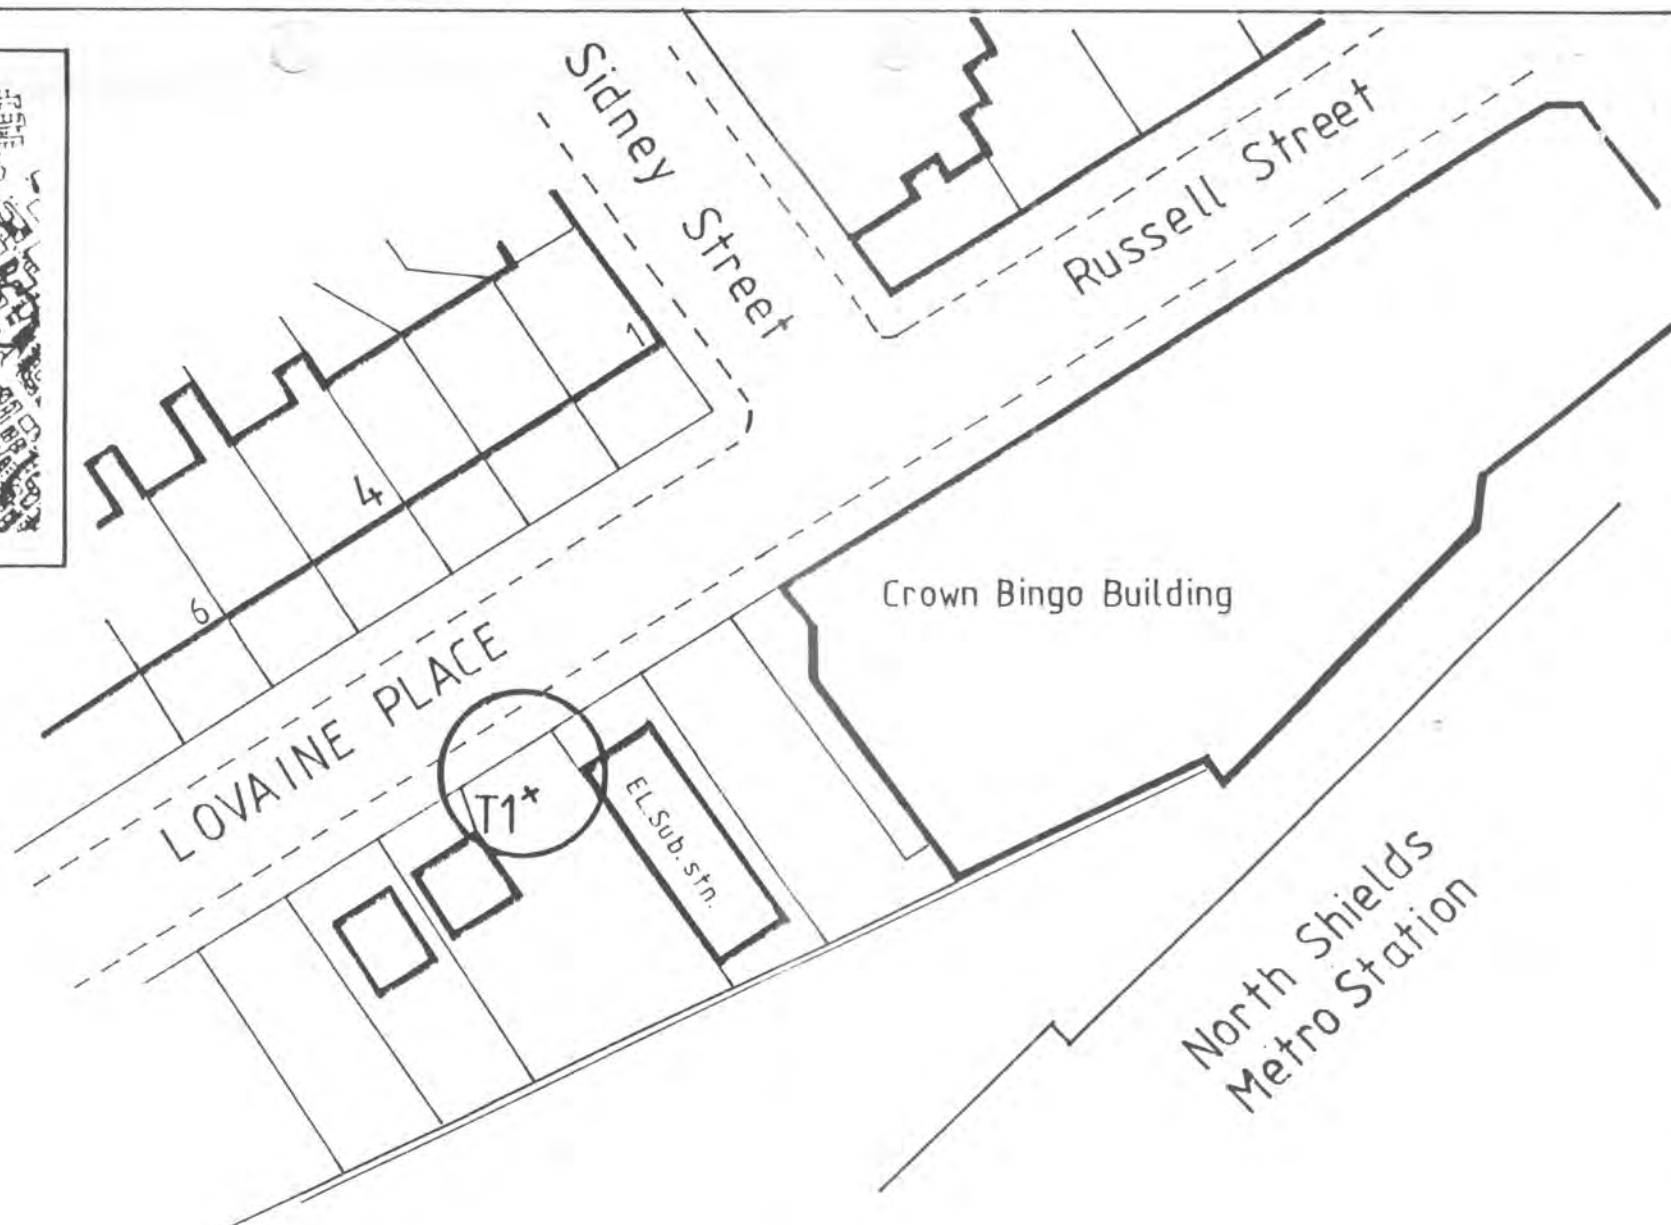 Sidney Street
Russell Street
1
4
6
Crown Bingo Building
LOVAINE PLACE
T1+
EL.Sub.stn.
North Shields
Metro Station